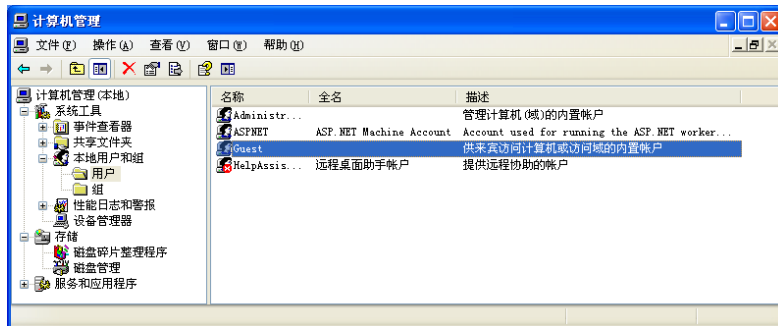 计算机管理
文件(F) 操作(A) 查看(V) 窗口(W) 帮助(H)
计算机管理(本地)
系统工具
事件查看器
共享文件夹
本地用户和组
用户
组
性能日志和警报
设备管理器
存储
磁盘碎片整理程序
磁盘管理
服务和应用程序
名称 全名 描述
Administr... 管理计算机(域)的内置帐户
ASPNET ASP.NET Machine Account Account used for running the ASP.NET worker...
Guest 供来宾访问计算机或访问域的内置帐户
HelpAssis... 远程桌面助手帐户 提供远程协助的帐户